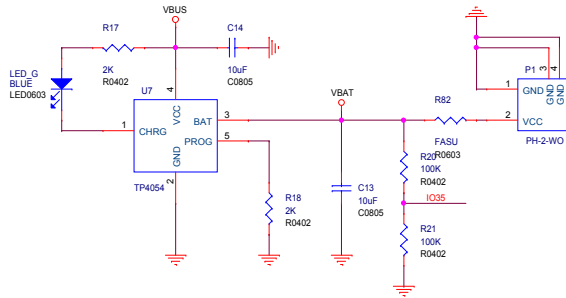 VBUS
R17
C14
2K
R0402
10uF
C0805
LED_G
BLUE
LED0603
U7
4
VCC
1
CHRG
BAT
3
PROG
5
GND
2
TP4054
VBAT
R18
2K
R0402
C13
10uF
C0805
R20
100K
R0402
IO35
R21
100K
R0402
R82
FASU
R0603
P1
3
4
GND
GND
1
GND
2
VCC
PH-2-WO